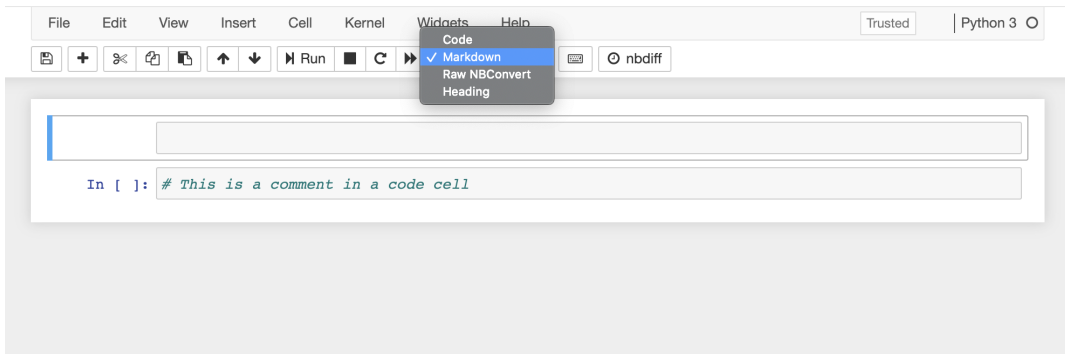 File Edit View Insert Cell Kernel Widgets Help Trusted Python 3
Code
Run ✓ Markdown nbdiff
Raw NBConvert
Heading
In [ ]: # This is a comment in a code cell